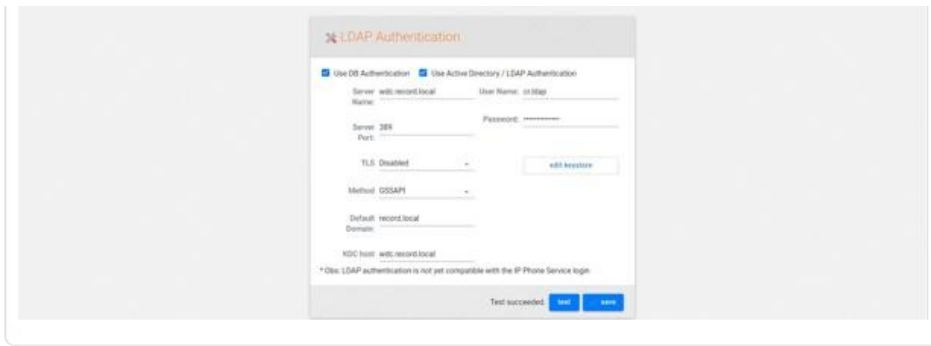 LDAP Authentication
Use DB Authentication Use Active Directory / LDAP Authentication
Server Name: wdc.record.local User Name: cr.ldap
Password: ••••••••••••
Server Port: 389
TLS Disabled edit keystore
Method GSSAPI
Default Domain: record.local
KDC host wdc.record.local
* Obs: LDAP authentication is not yet compatible with the IP Phone Service login
Test succeeded. test save